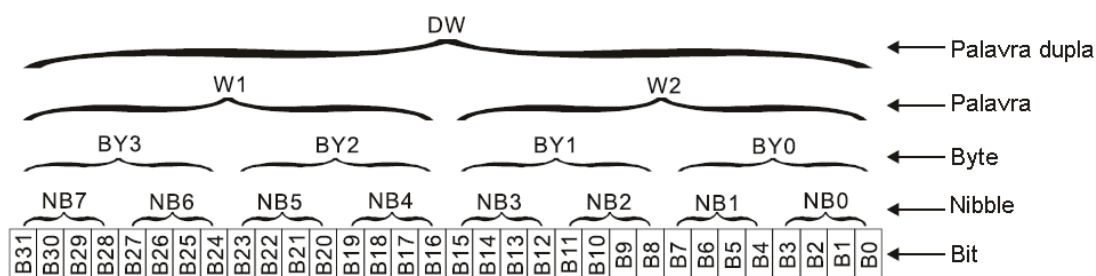 DW
Palavra dupla
W1 W2
Palavra
BY3 BY2 BY1 BY0
Byte
NB7 NB6 NB5 NB4 NB3 NB2 NB1 NB0
Nibble
B31 B30 B29 B28 B27 B26 B25 B24 B23 B22 B21 B20 B19 B18 B17 B16 B15 B14 B13 B12 B11 B10 B9 B8 B7 B6 B5 B4 B3 B2 B1 B0
Bit